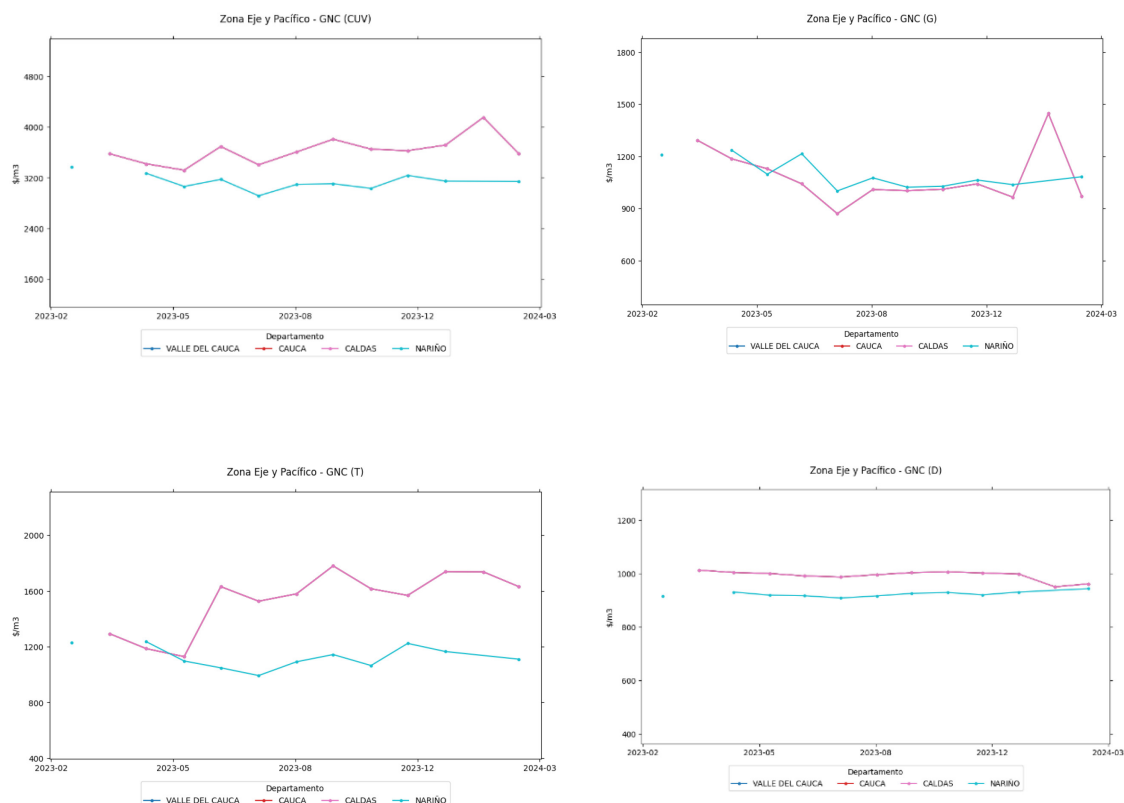 Zona Eje y Pacífico - GNC (CUV)
4800
4000
3200
2400
1600
$/m3
2023-02 2023-05 2023-08 2023-12 2024-03
Departamento
VALLE DEL CAUCA CAUCA CALDAS NARIÑO
Zona Eje y Pacífico - GNC (G)
1800
1500
1200
900
600
$/m3
2023-02 2023-05 2023-08 2023-12 2024-03
Departamento
VALLE DEL CAUCA CAUCA CALDAS NARIÑO
Zona Eje y Pacífico - GNC (T)
2000
1600
1200
800
400
$/m3
2023-02 2023-05 2023-08 2023-12 2024-03
Departamento
VALLE DEL CAUCA CAUCA CALDAS NARIÑO
Zona Eje y Pacífico - GNC (D)
1200
1000
800
600
400
$/m3
2023-02 2023-05 2023-08 2023-12 2024-03
Departamento
VALLE DEL CAUCA CAUCA CALDAS NARIÑO